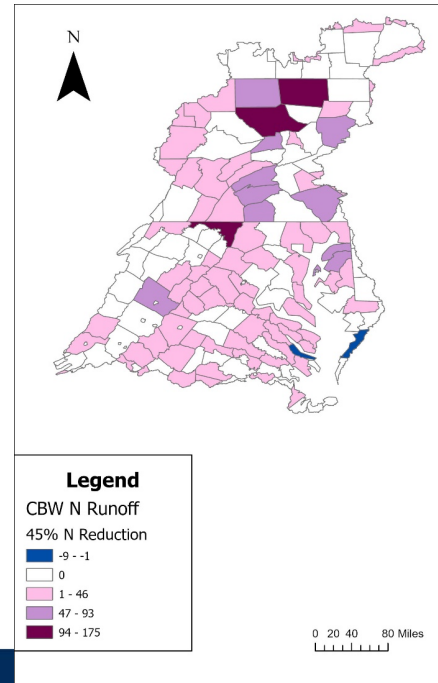 N
Legend
CBW N Runoff
45% N Reduction
-9 - -1
0
1 - 46
47 - 93
94 - 175
0 20 40 80 Miles